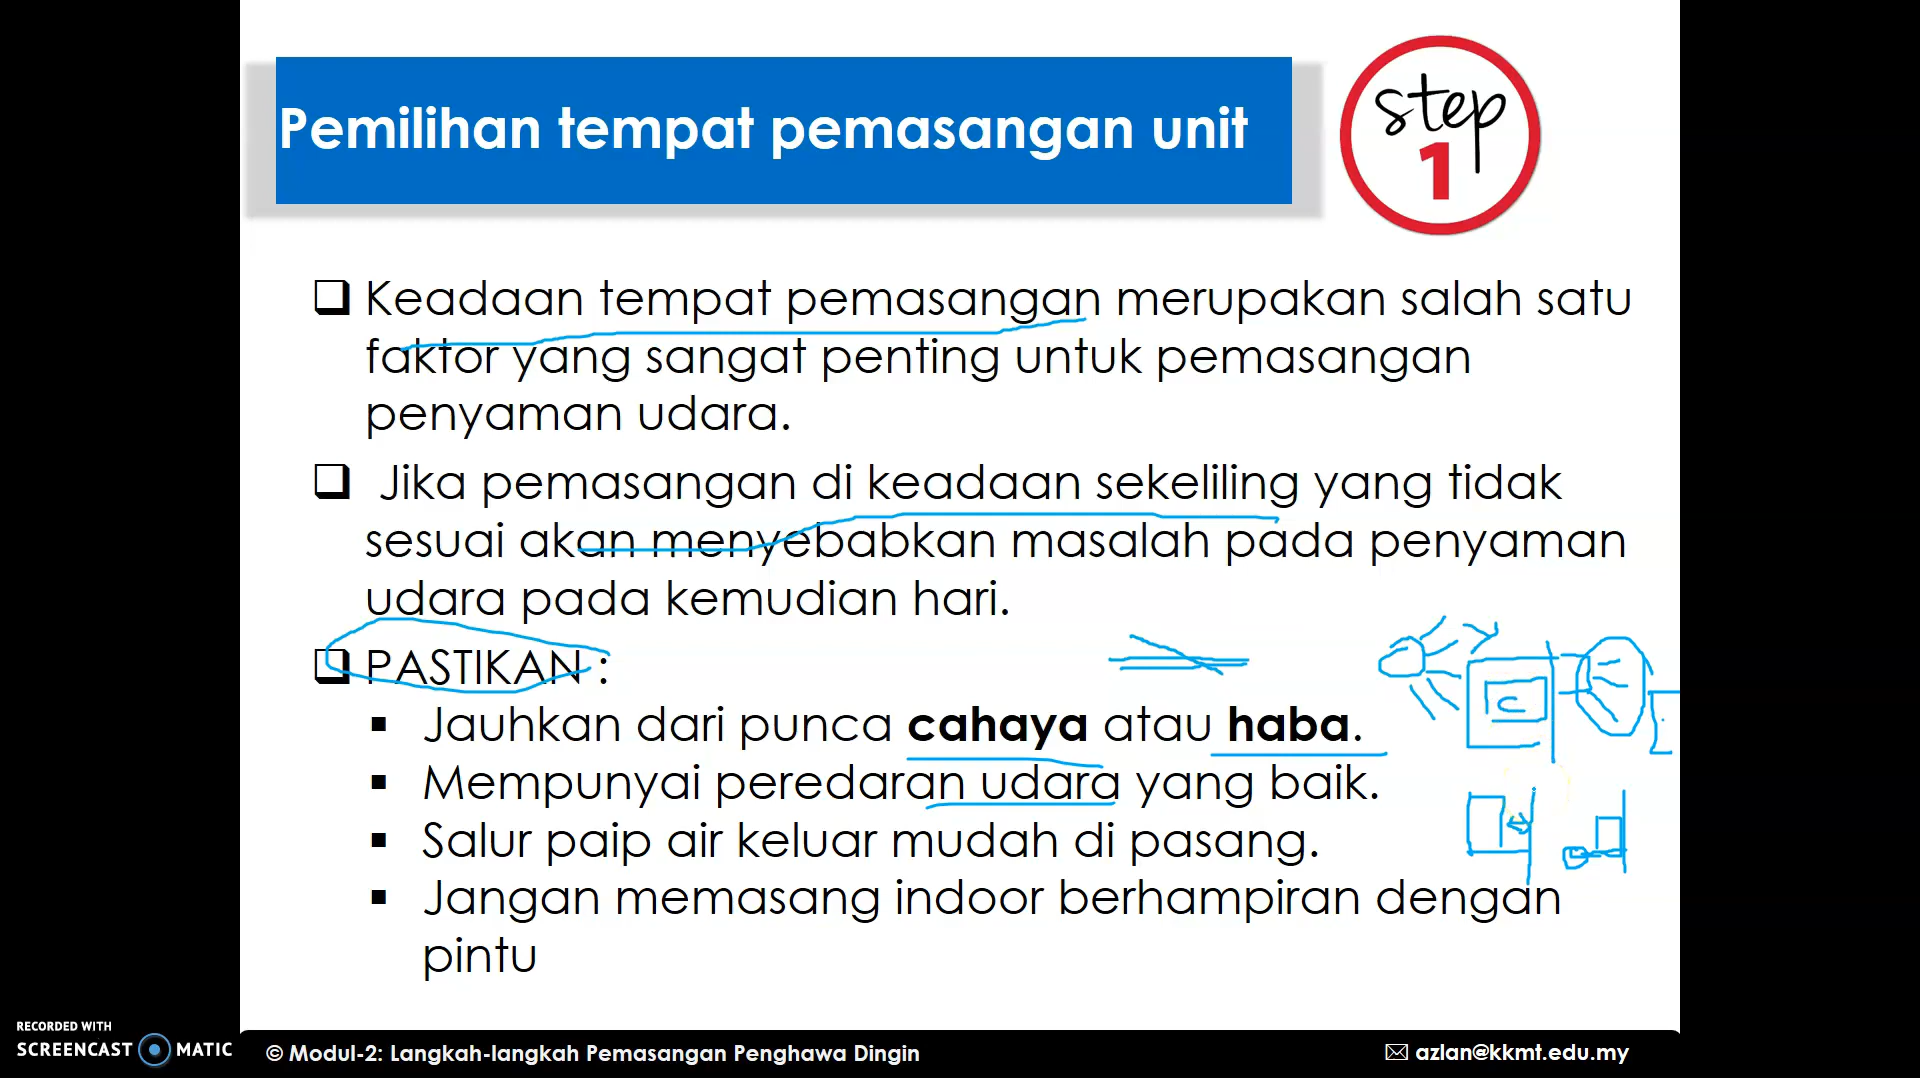 Pemilihan tempat pemasangan unit
step
1
Keadaan tempat pemasangan merupakan salah satu
faktor yang sangat penting untuk pemasangan
penyaman udara.
Jika pemasangan di keadaan sekeliling yang tidak
sesuai akan menyebabkan masalah pada penyaman
udara pada kemudian hari.
PASTIKAN :
C
Jauhkan dari punca cahaya atau haba.
Mempunyai peredaran udara yang baik.
Salur paip air keluar mudah di pasang.
Jangan memasang indoor berhampiran dengan
pintu
RECORDED WITH
SCREENCAST MATIC
© Modul-2: Langkah-langkah Pemasangan Penghawa Dingin
azlan@kkmt.edu.my